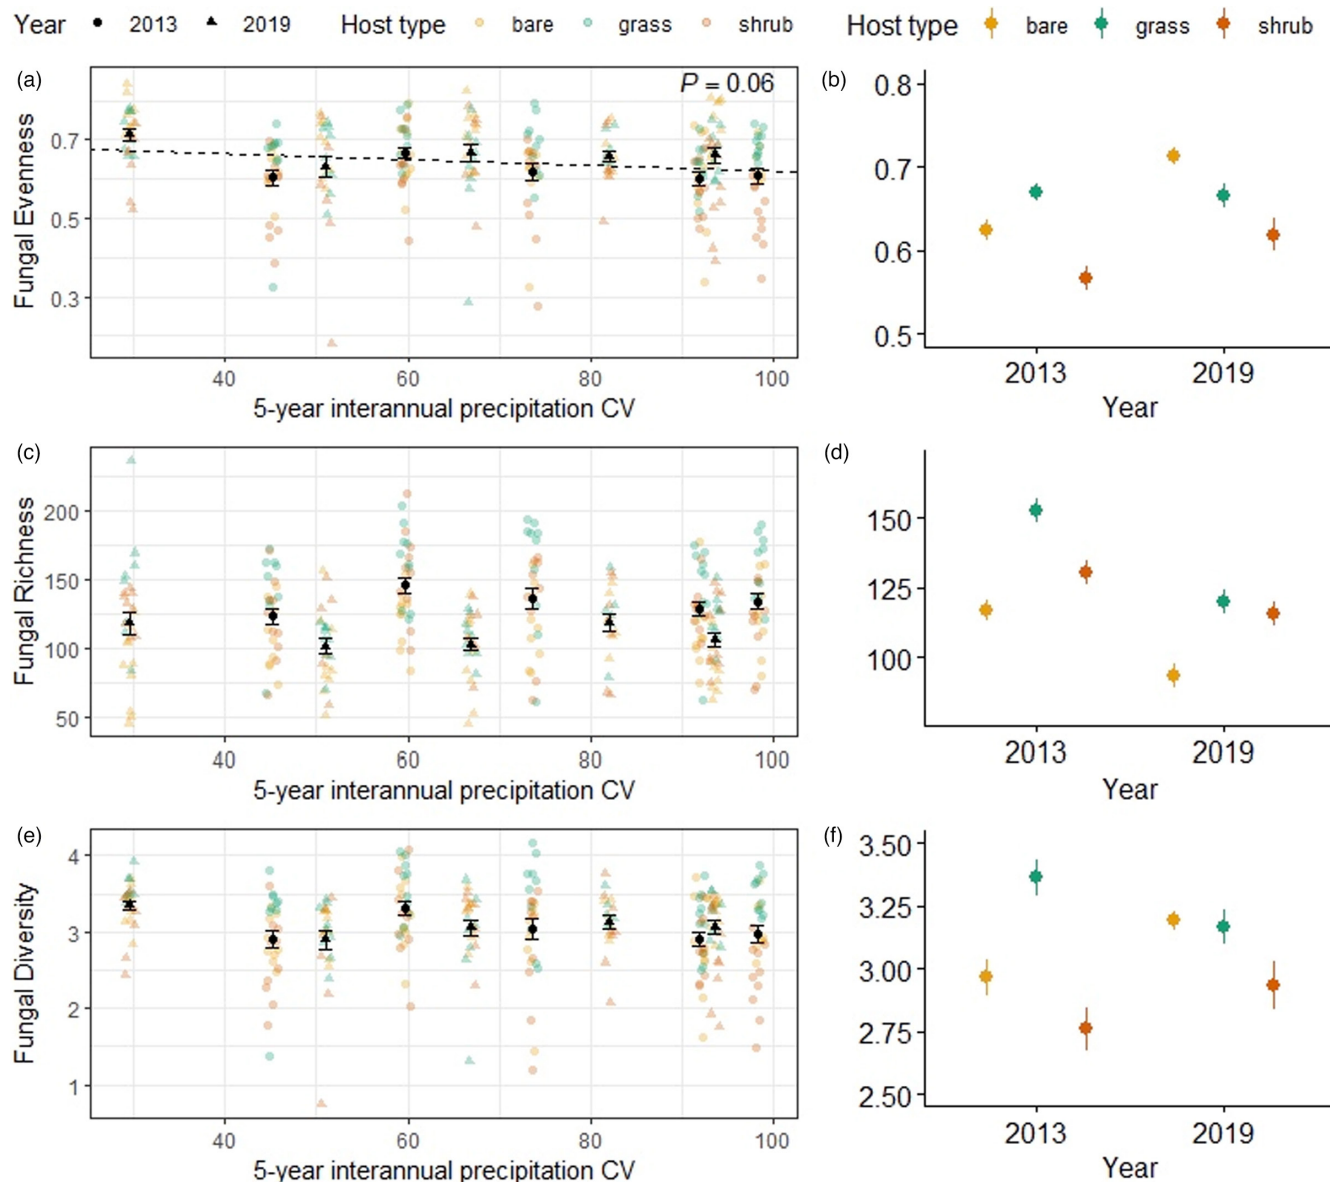 Year 2013 2019 Host type bare grass shrub
Host type bare grass shrub
(a)
P = 0.06
Fungal Evenness
0.7
0.5
0.3
40 60 80 100
5-year interannual precipitation CV
(b)
0.8
0.7
0.6
0.5
2013 2019
Year
(c)
Fungal Richness
200
150
100
50
40 60 80 100
5-year interannual precipitation CV
(d)
150
125
100
2013 2019
Year
(e)
Fungal Diversity
4
3
2
1
40 60 80 100
5-year interannual precipitation CV
(f)
3.50
3.25
3.00
2.75
2.50
2013 2019
Year